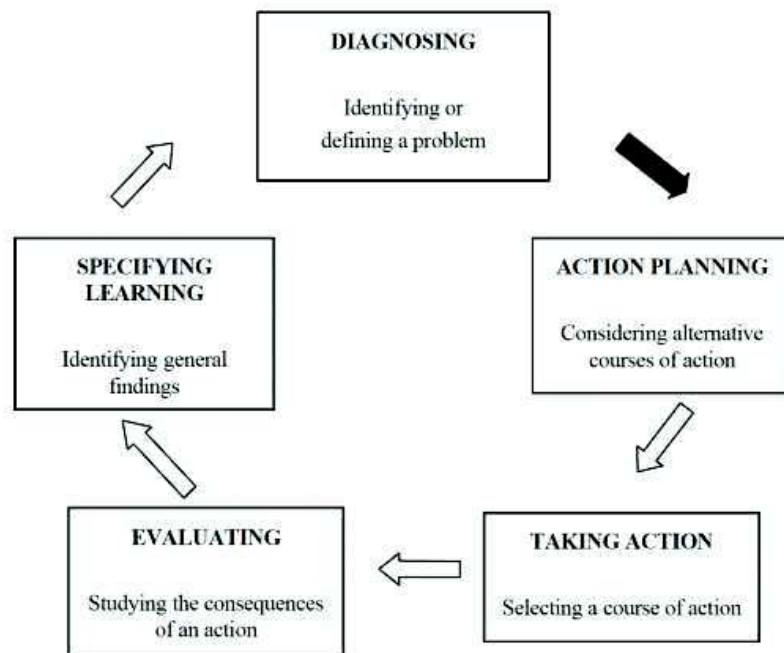 DIAGNOSING
Identifying or
defining a problem
ACTION PLANNING
Considering alternative
courses of action
TAKING ACTION
Selecting a course of action
EVALUATING
Studying the consequences
of an action
SPECIFYING
LEARNING
Identifying general
findings